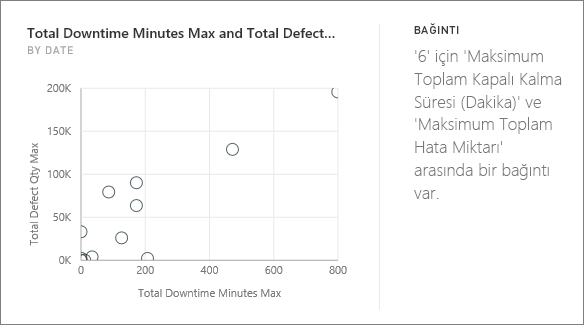 Total Downtime Minutes Max and Total Defect...
BY DATE
200K
150K
100K
50K
0K
0
200
400
600
800
Total Defect Qty Max
Total Downtime Minutes Max
BAĞINTI
'6' için 'Maksimum
Toplam Kapalı Kalma
Süresi (Dakika)' ve
'Maksimum Toplam
Hata Miktarı'
arasında bir bağıntı
var.